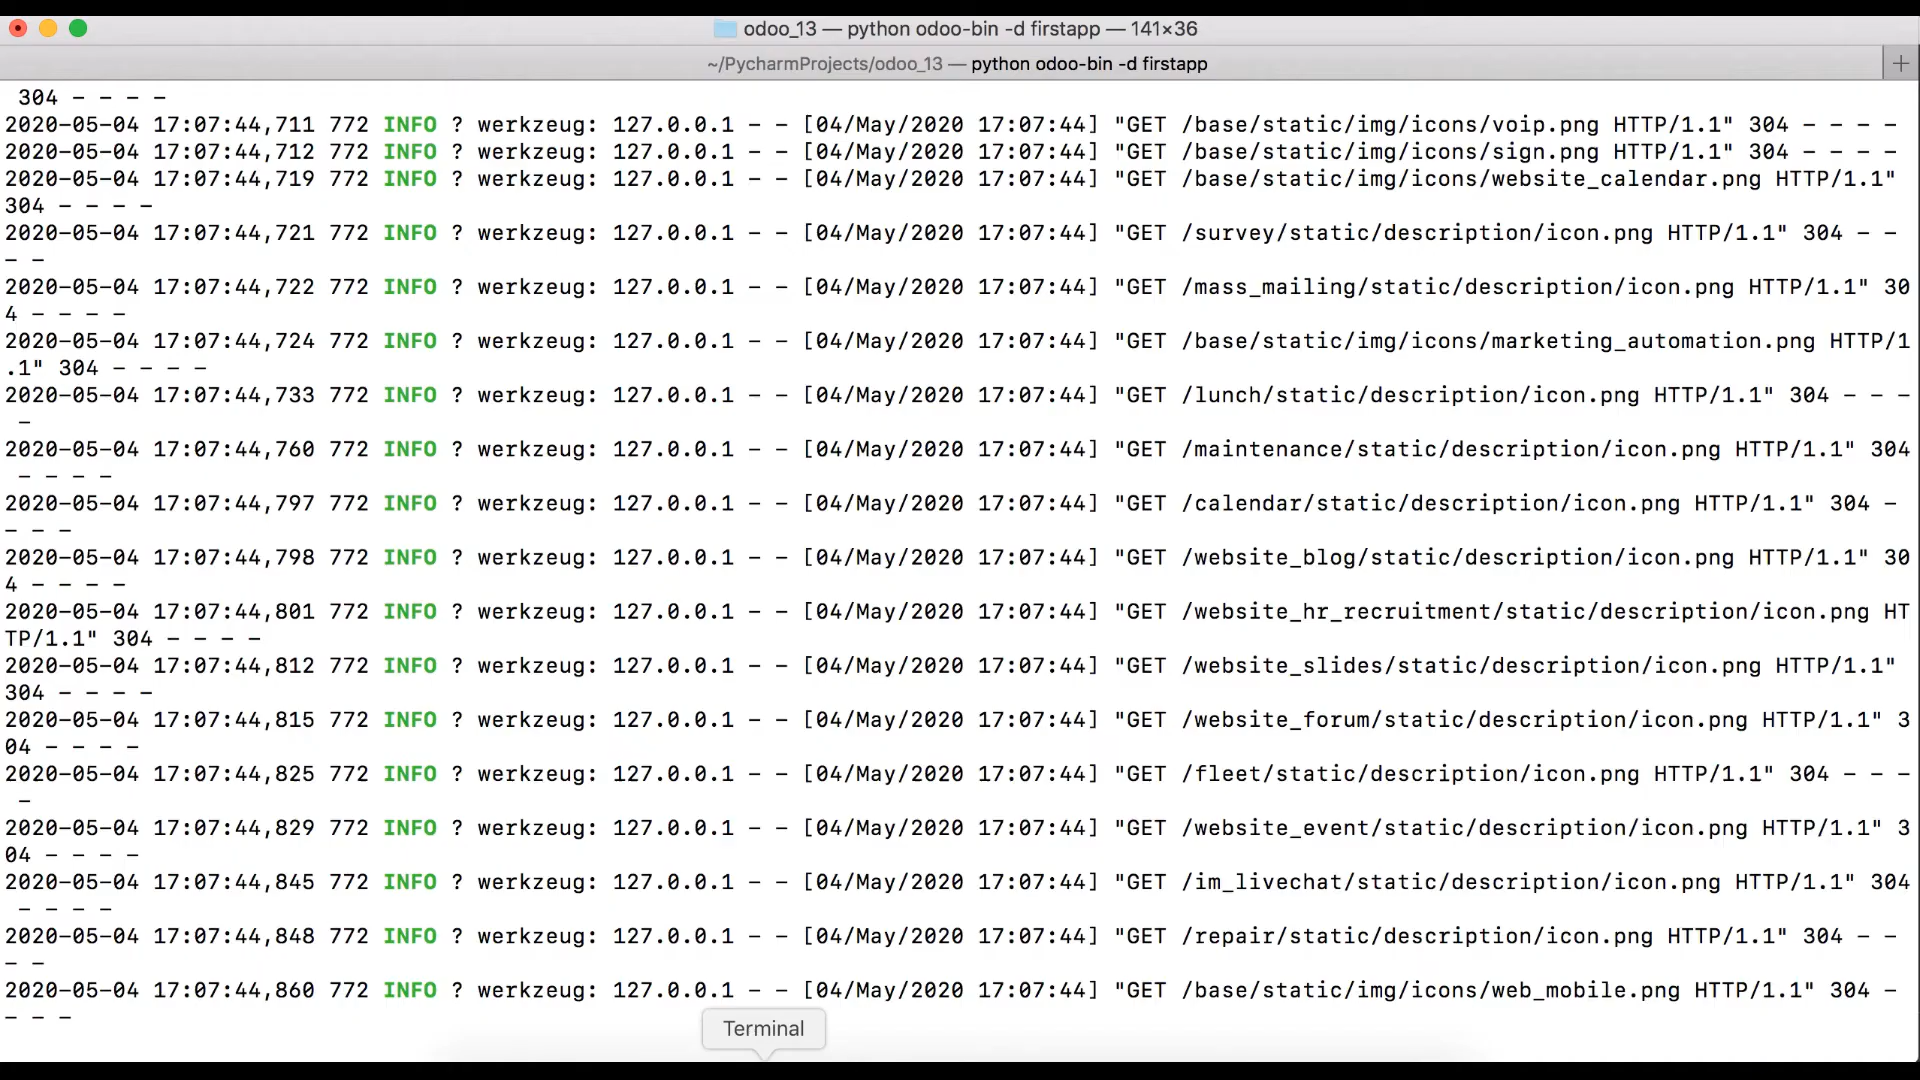 odoo_13 — python odoo-bin -d firstapp — 141×36
~/PycharmProjects/odoo_13 — python odoo-bin -d firstapp +
304 - - - -
2020-05-04 17:07:44,711 772 INFO ? werkzeug: 127.0.0.1 - - [04/May/2020 17:07:44] "GET /base/static/img/icons/voip.png HTTP/1.1" 304 - - - -
2020-05-04 17:07:44,712 772 INFO ? werkzeug: 127.0.0.1 - - [04/May/2020 17:07:44] "GET /base/static/img/icons/sign.png HTTP/1.1" 304 - - - -
2020-05-04 17:07:44,719 772 INFO ? werkzeug: 127.0.0.1 - - [04/May/2020 17:07:44] "GET /base/static/img/icons/website_calendar.png HTTP/1.1"
304 - - - -
2020-05-04 17:07:44,721 772 INFO ? werkzeug: 127.0.0.1 - - [04/May/2020 17:07:44] "GET /survey/static/description/icon.png HTTP/1.1" 304 - -
- -
2020-05-04 17:07:44,722 772 INFO ? werkzeug: 127.0.0.1 - - [04/May/2020 17:07:44] "GET /mass_mailing/static/description/icon.png HTTP/1.1" 30
4 - - - -
2020-05-04 17:07:44,724 772 INFO ? werkzeug: 127.0.0.1 - - [04/May/2020 17:07:44] "GET /base/static/img/icons/marketing_automation.png HTTP/1
.1" 304 - - - -
2020-05-04 17:07:44,733 772 INFO ? werkzeug: 127.0.0.1 - - [04/May/2020 17:07:44] "GET /lunch/static/description/icon.png HTTP/1.1" 304 - - -
-
2020-05-04 17:07:44,760 772 INFO ? werkzeug: 127.0.0.1 - - [04/May/2020 17:07:44] "GET /maintenance/static/description/icon.png HTTP/1.1" 304
- - - -
2020-05-04 17:07:44,797 772 INFO ? werkzeug: 127.0.0.1 - - [04/May/2020 17:07:44] "GET /calendar/static/description/icon.png HTTP/1.1" 304 -
- - -
2020-05-04 17:07:44,798 772 INFO ? werkzeug: 127.0.0.1 - - [04/May/2020 17:07:44] "GET /website_blog/static/description/icon.png HTTP/1.1" 30
4 - - - -
2020-05-04 17:07:44,801 772 INFO ? werkzeug: 127.0.0.1 - - [04/May/2020 17:07:44] "GET /website_hr_recruitment/static/description/icon.png HT
TP/1.1" 304 - - - -
2020-05-04 17:07:44,812 772 INFO ? werkzeug: 127.0.0.1 - - [04/May/2020 17:07:44] "GET /website_slides/static/description/icon.png HTTP/1.1"
304 - - - -
2020-05-04 17:07:44,815 772 INFO ? werkzeug: 127.0.0.1 - - [04/May/2020 17:07:44] "GET /website_forum/static/description/icon.png HTTP/1.1" 3
04 - - - -
2020-05-04 17:07:44,825 772 INFO ? werkzeug: 127.0.0.1 - - [04/May/2020 17:07:44] "GET /fleet/static/description/icon.png HTTP/1.1" 304 - - -
-
2020-05-04 17:07:44,829 772 INFO ? werkzeug: 127.0.0.1 - - [04/May/2020 17:07:44] "GET /website_event/static/description/icon.png HTTP/1.1" 3
04 - - - -
2020-05-04 17:07:44,845 772 INFO ? werkzeug: 127.0.0.1 - - [04/May/2020 17:07:44] "GET /im_livechat/static/description/icon.png HTTP/1.1" 304
- - - -
2020-05-04 17:07:44,848 772 INFO ? werkzeug: 127.0.0.1 - - [04/May/2020 17:07:44] "GET /repair/static/description/icon.png HTTP/1.1" 304 - -
- -
2020-05-04 17:07:44,860 772 INFO ? werkzeug: 127.0.0.1 - - [04/May/2020 17:07:44] "GET /base/static/img/icons/web_mobile.png HTTP/1.1" 304 -
- - -
Terminal